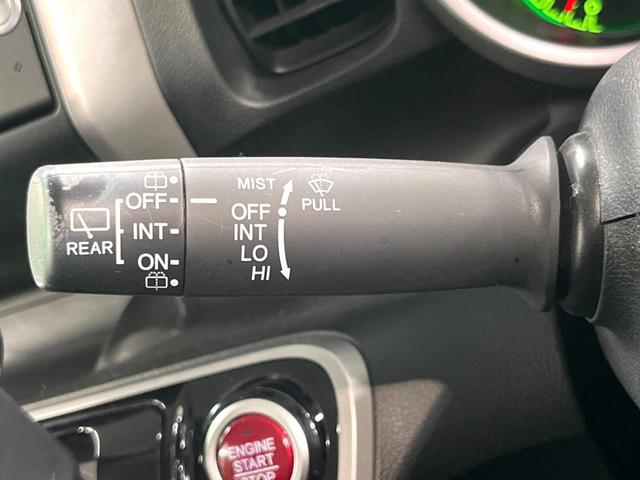 OFF
INT
ON
REAR
MIST
OFF
INT
LO
HI
PULL
ENGINE
START
STOP